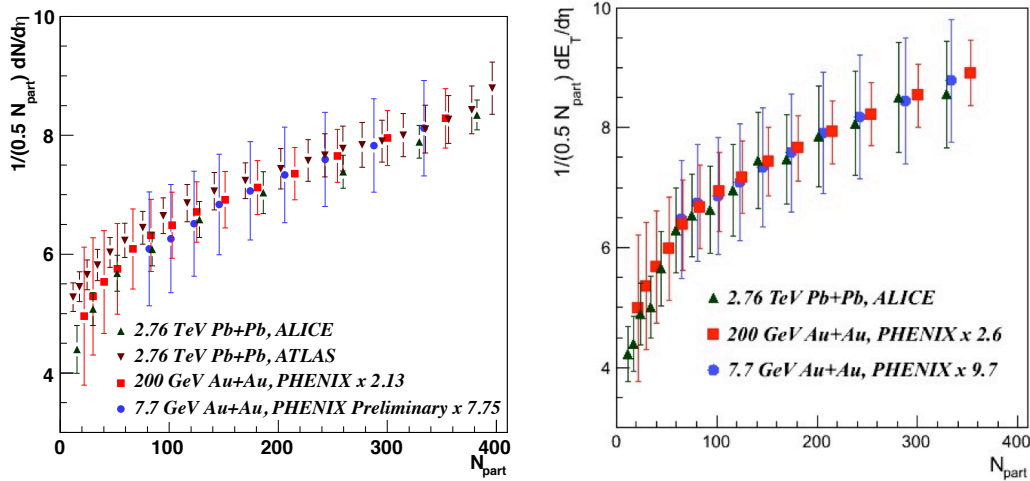 1/(0.5 N_part) dN/dη
10
8
6
4
2.76 TeV Pb+Pb, ALICE
2.76 TeV Pb+Pb, ATLAS
200 GeV Au+Au, PHENIX x 2.13
7.7 GeV Au+Au, PHENIX Preliminary x 7.75
0 100 200 300 400
N_part
1/(0.5 N_part) dE_T/dη
10
8
6
4
2.76 TeV Pb+Pb, ALICE
200 GeV Au+Au, PHENIX x 2.6
7.7 GeV Au+Au, PHENIX x 9.7
0 100 200 300 400
N_part